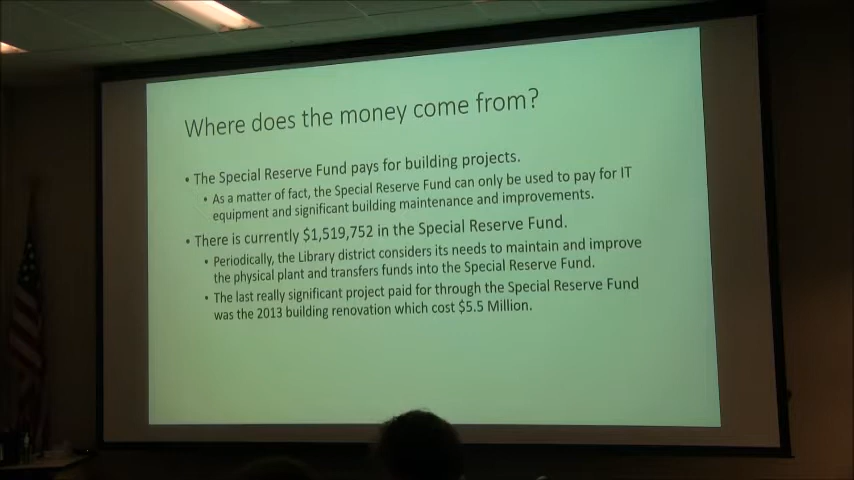 Where does the money come from?
• The Special Reserve Fund pays for building projects.
• As a matter of fact, the Special Reserve Fund can only be used to pay for IT
equipment and significant building maintenance and improvements.
• There is currently $1,519,752 in the Special Reserve Fund.
• Periodically, the Library district considers its needs to maintain and improve
the physical plant and transfers funds into the Special Reserve Fund.
• The last really significant project paid for through the Special Reserve Fund
was the 2013 building renovation which cost $5.5 Million.